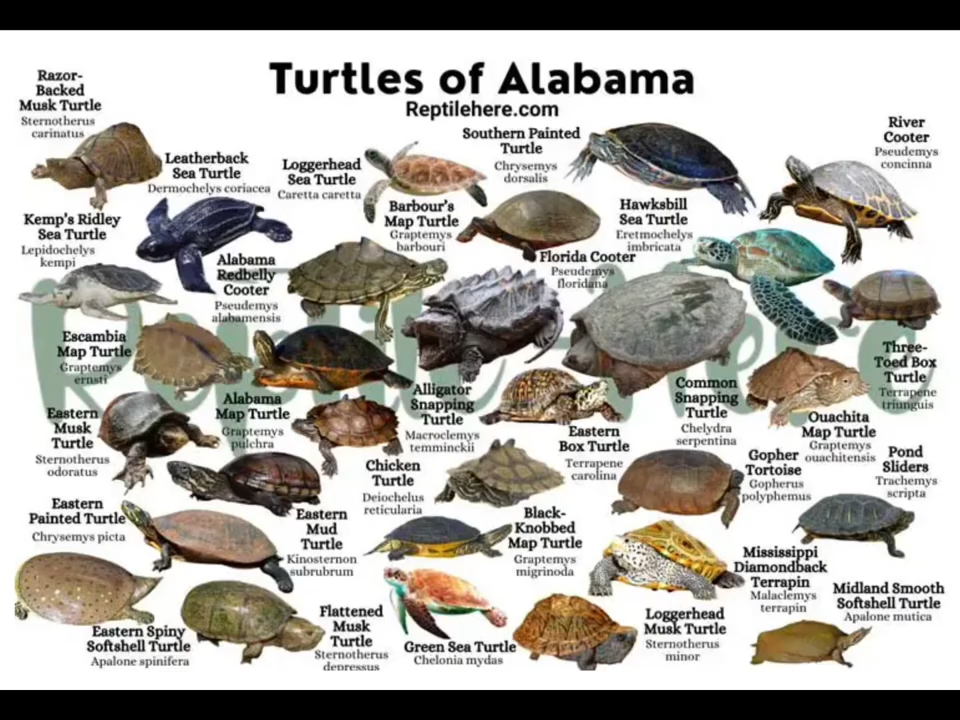 Turtles of Alabama
Reptilehere.com
Razor-
Backed
Musk Turtle
Sternotherus
carinatus
Leatherback
Sea Turtle
Dermochelys coriacea
Loggerhead
Sea Turtle
Caretta caretta
Southern Painted
Turtle
Chrysemys
dorsalis
River
Cooter
Pseudemys
concinna
Kemp's Ridley
Sea Turtle
Lepidochelys
kempi
Alabama
Redbelly
Cooter
Pseudemys
alabamensis
Barbour's
Map Turtle
Graptemys
barbouri
Hawksbill
Sea Turtle
Eretmochelys
imbricata
Florida Cooter
Pseudemys
floridana
Escambia
Map Turtle
Graptemys
ernsti
Three-
Toed Box
Turtle
Terrapene
triunguis
Eastern
Musk
Turtle
Sternotherus
odoratus
Alabama
Map Turtle
Graptemys
pulchra
Alligator
Snapping
Turtle
Macroclemys
temminckii
Common
Snapping
Turtle
Chelydra
serpentina
Ouachita
Map Turtle
Graptemys
ouachitensis
Eastern
Box Turtle
Terrapene
carolina
Chicken
Turtle
Deiochelus
reticularia
Gopher
Tortoise
Gopherus
polyphemus
Pond
Sliders
Trachemys
scripta
Eastern
Painted Turtle
Chrysemys picta
Eastern
Mud
Turtle
Kinosternon
subrubrum
Black-
Knobbed
Map Turtle
Graptemys
migrinoda
Mississippi
Diamondback
Terrapin
Malaclemys
terrapin
Midland Smooth
Softshell Turtle
Apalone mutica
Eastern Spiny
Softshell Turtle
Apalone spinifera
Flattened
Musk
Turtle
Sternotherus
depressus
Green Sea Turtle
Chelonia mydas
Loggerhead
Musk Turtle
Sternotherus
minor